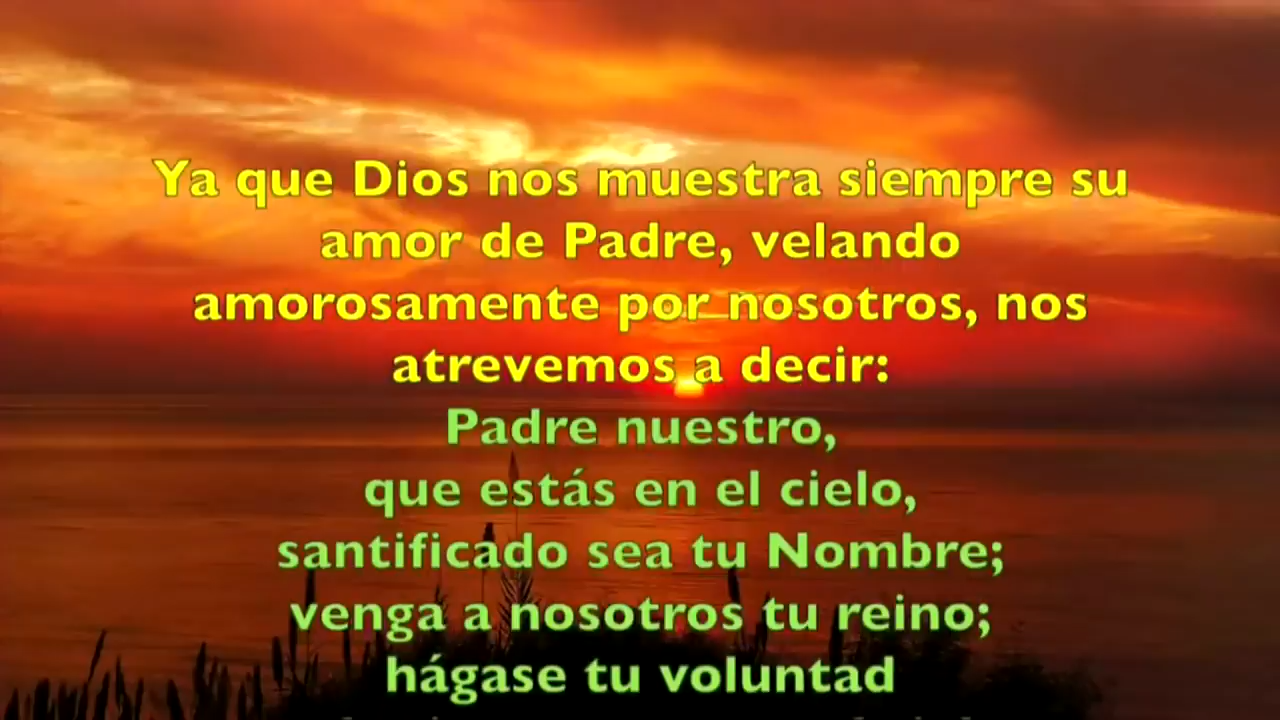 Ya que Dios nos muestra siempre su
amor de Padre, velando
amorosamente por nosotros, nos
atrevemos a decir:
Padre nuestro,
que estás en el cielo,
santificado sea tu Nombre;
venga a nosotros tu reino;
hágase tu voluntad